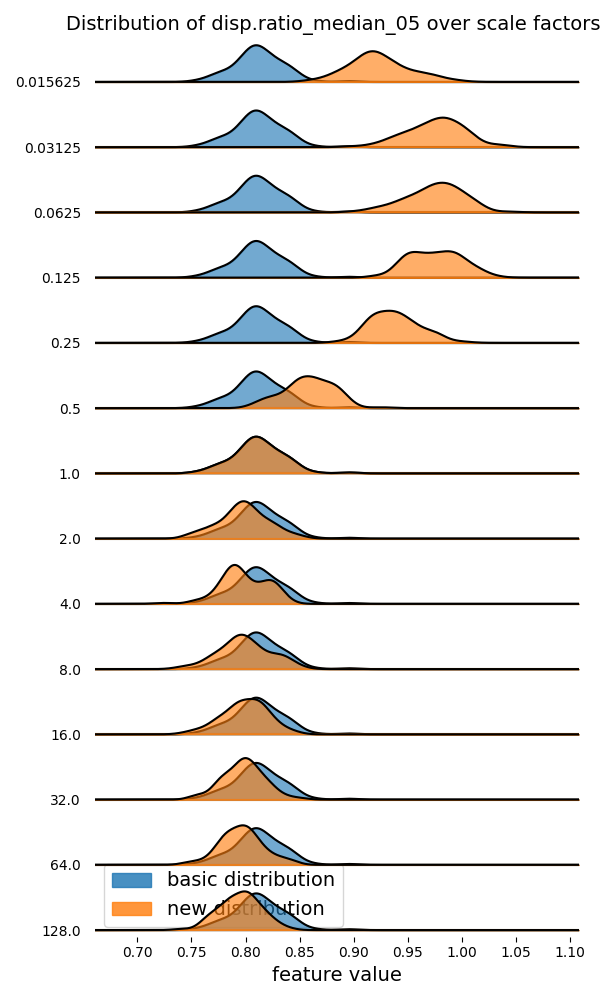 Distribution of disp.ratio_median_05 over scale factors
0.015625
0.03125
0.0625
0.125
0.25
0.5
1.0
2.0
4.0
8.0
16.0
32.0
64.0
basic distribution
new distribution
128.0
0.70 0.75 0.80 0.85 0.90 0.95 1.00 1.05 1.10
feature value